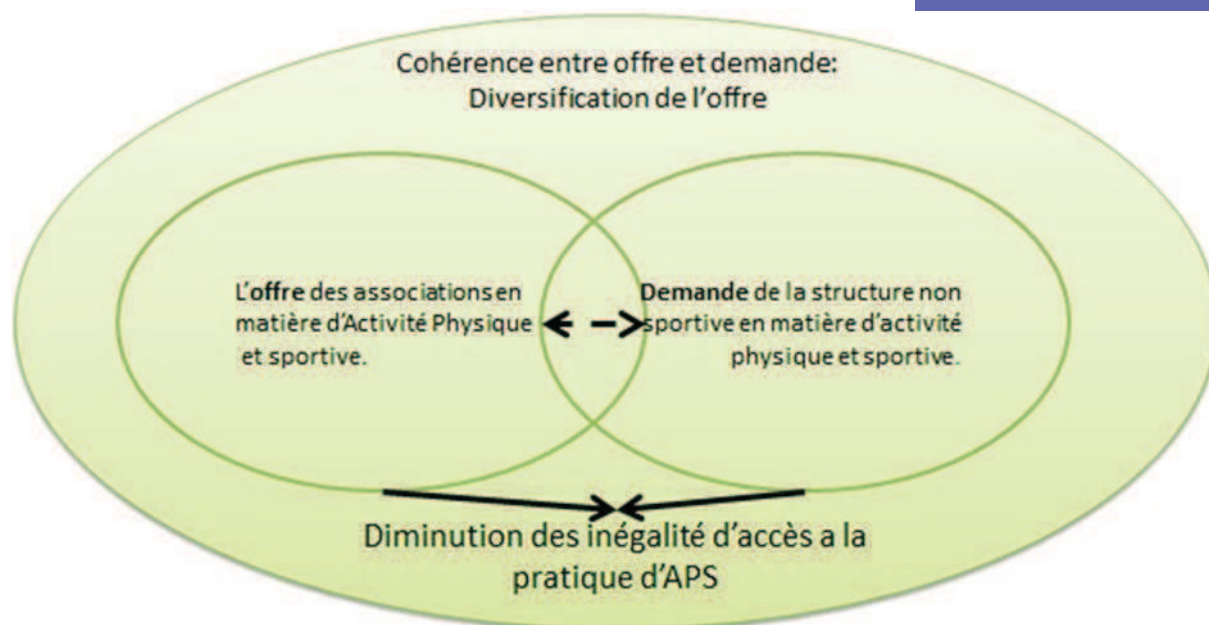 Cohérence entre offre et demande:
Diversification de l'offre
L'offre des associations en
matière d'Activité Physique
et sportive.
Demande de la structure non
sportive en matière d'activité
physique et sportive.
Diminution des inégalité d'accès a la
pratique d'APS